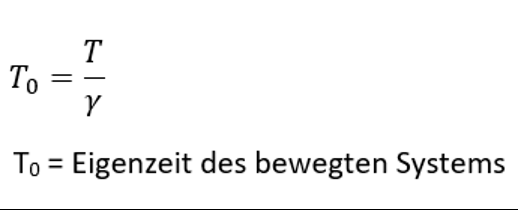 T₀ = T/γ
T₀ = Eigenzeit des bewegten Systems